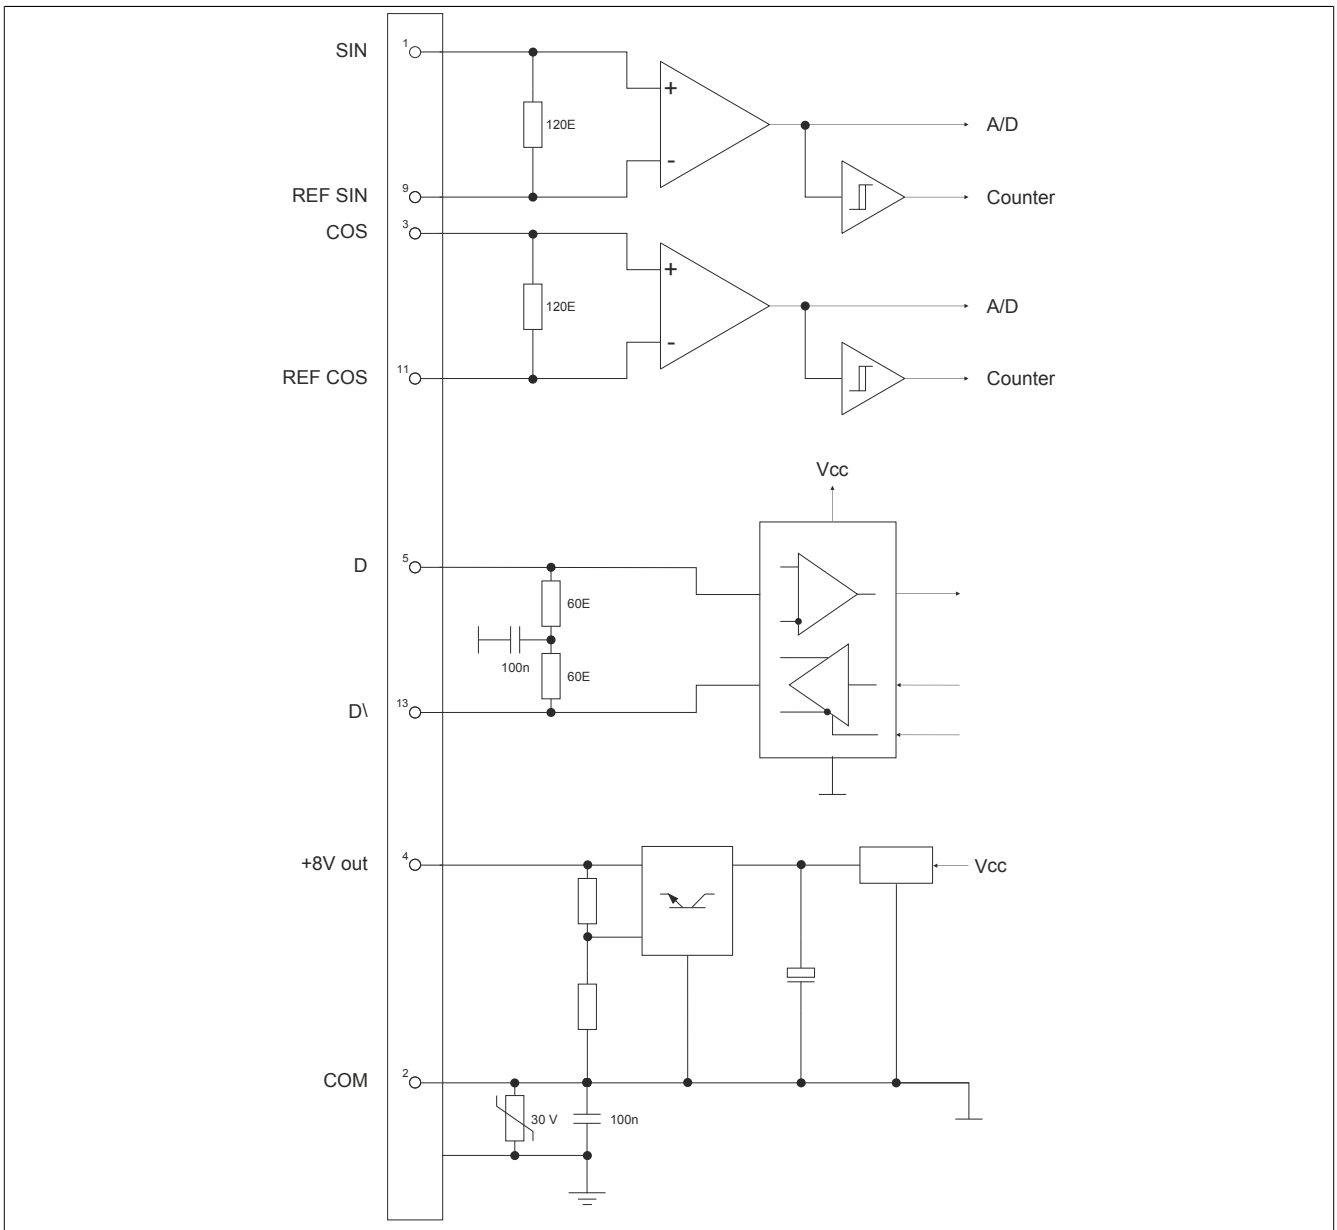 SIN 1
+
120E
A/D
-
REF SIN 9
Counter
COS 3
+
120E
A/D
-
REF COS 11
Counter
Vcc
D 5
60E
100n
60E
D\ 13
+8V out 4
Vcc
COM 2
30 V
100n